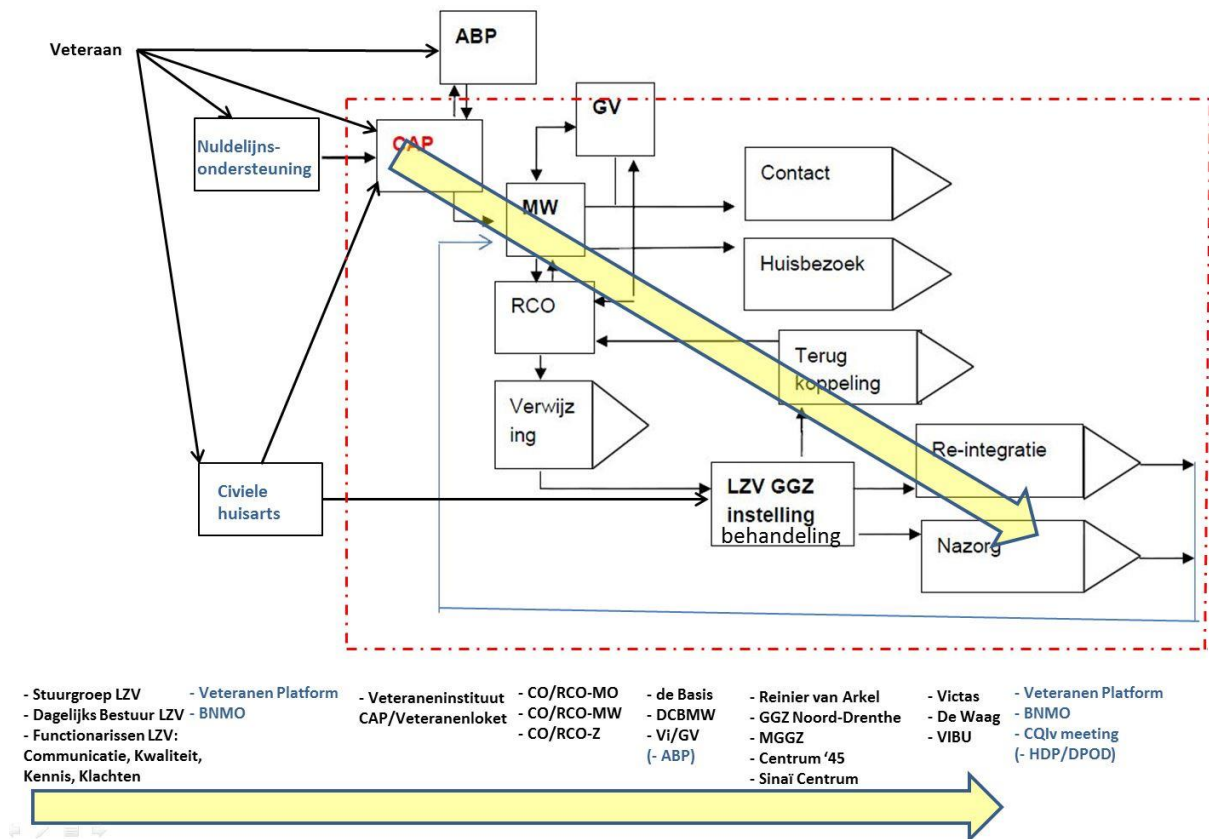 Veteraan
ABP
GV
CAP
Nuldelijns-
ondersteuning
Contact
MW
Huisbezoek
RCO
Terug
koppeling
Verwijz
ing
Re-integratie
Civiele
huisarts
LZV GGZ
instelling
behandeling
Nazorg
- Stuurgroep LZV
- Dagelijks Bestuur LZV
- Functionarissen LZV:
Communicatie, Kwaliteit,
Kennis, Klachten
- Veteranen Platform
- BNMO
- Veteraneninstituut
CAP/Veteranenloket
- CO/RCO-MO
- CO/RCO-MW
- CO/RCO-Z
- de Basis
- DCBMW
- Vi/GV
(- ABP)
- Reinier van Arkel
- GGZ Noord-Drenthe
- MGGZ
- Centrum ‘45
- Sinaï Centrum
- Victas
- De Waag
- VIBU
- Veteranen Platform
- BNMO
- CQIv meeting
(- HDP/DPOD)